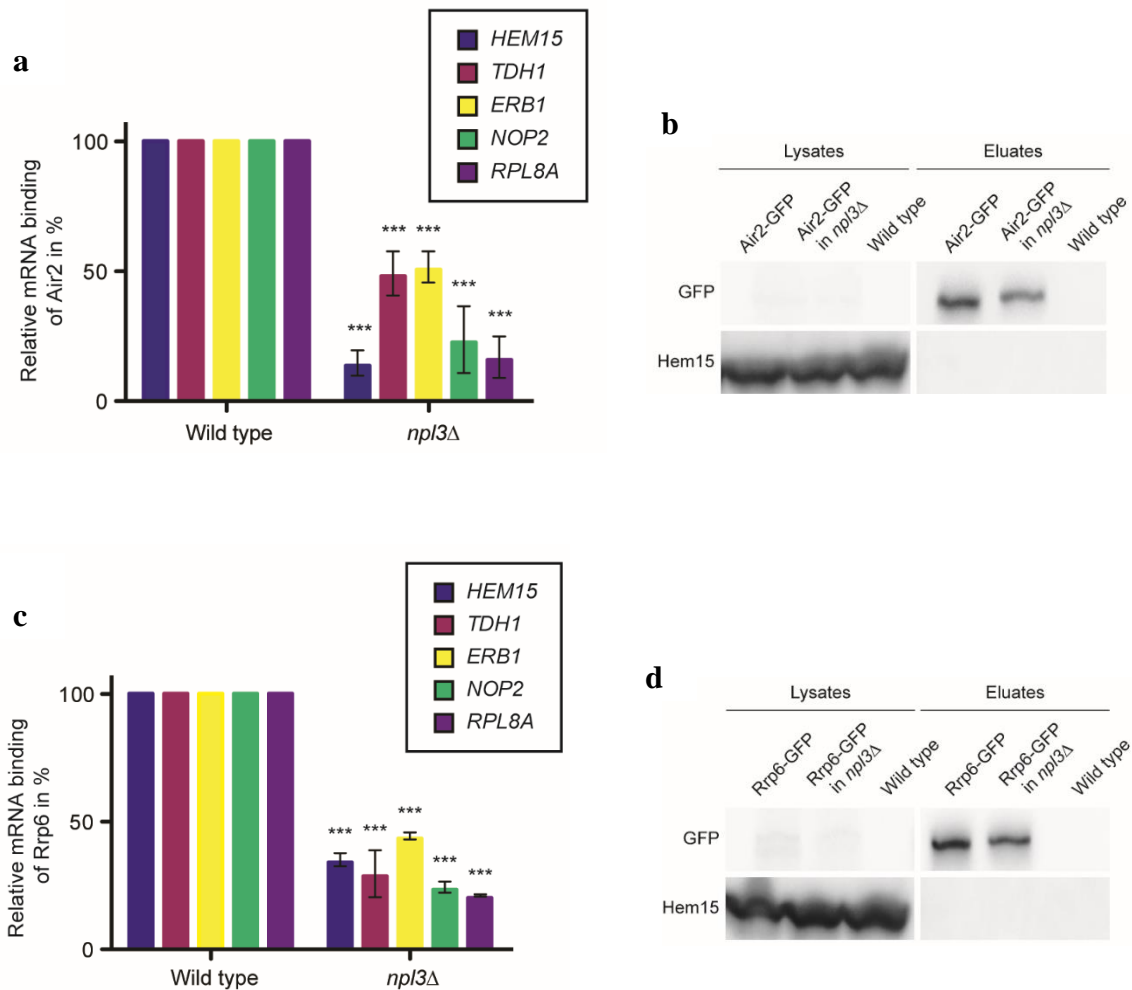 a
HEM15
TDH1
ERB1
NOP2
RPL8A
Relative mRNA binding
of Air2 in %
100
50
0
***
***
***
***
***
Wild type
npl3Δ
b
Lysates
Eluates
Air2-GFP
Air2-GFP
in npl3Δ
Wild type
Air2-GFP
Air2-GFP
in npl3Δ
Wild type
GFP
Hem15
c
HEM15
TDH1
ERB1
NOP2
RPL8A
Relative mRNA binding
of Rrp6 in %
100
50
0
***
***
***
***
***
Wild type
npl3Δ
d
Lysates
Eluates
Rrp6-GFP
Rrp6-GFP
in npl3Δ
Wild type
Rrp6-GFP
Rrp6-GFP
in npl3Δ
Wild type
GFP
Hem15